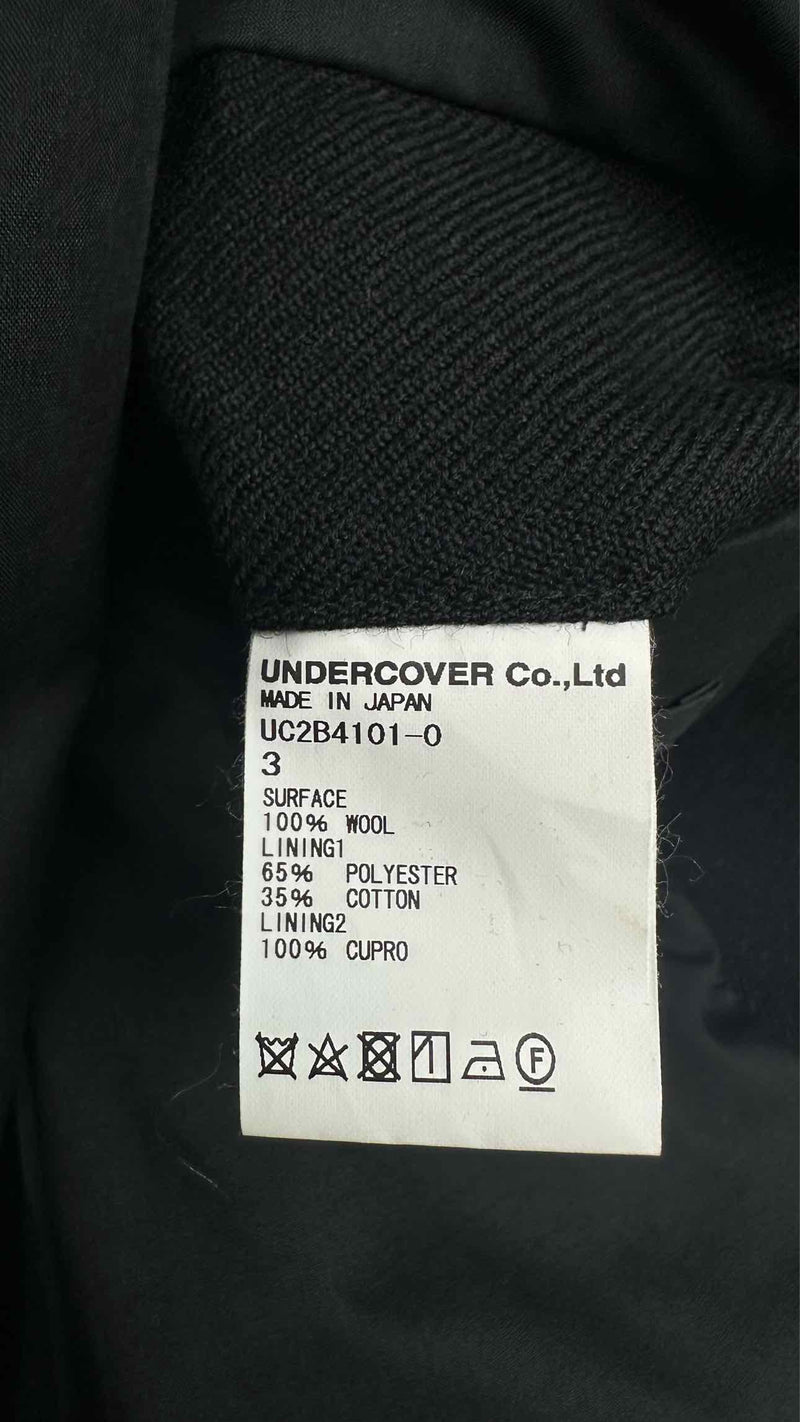 UNDERCOVER Co.,Ltd
MADE IN JAPAN
UC2B4101-0
3
SURFACE
100% WOOL
LINING1
65% POLYESTER
35% COTTON
LINING2
100% CUPRO
F